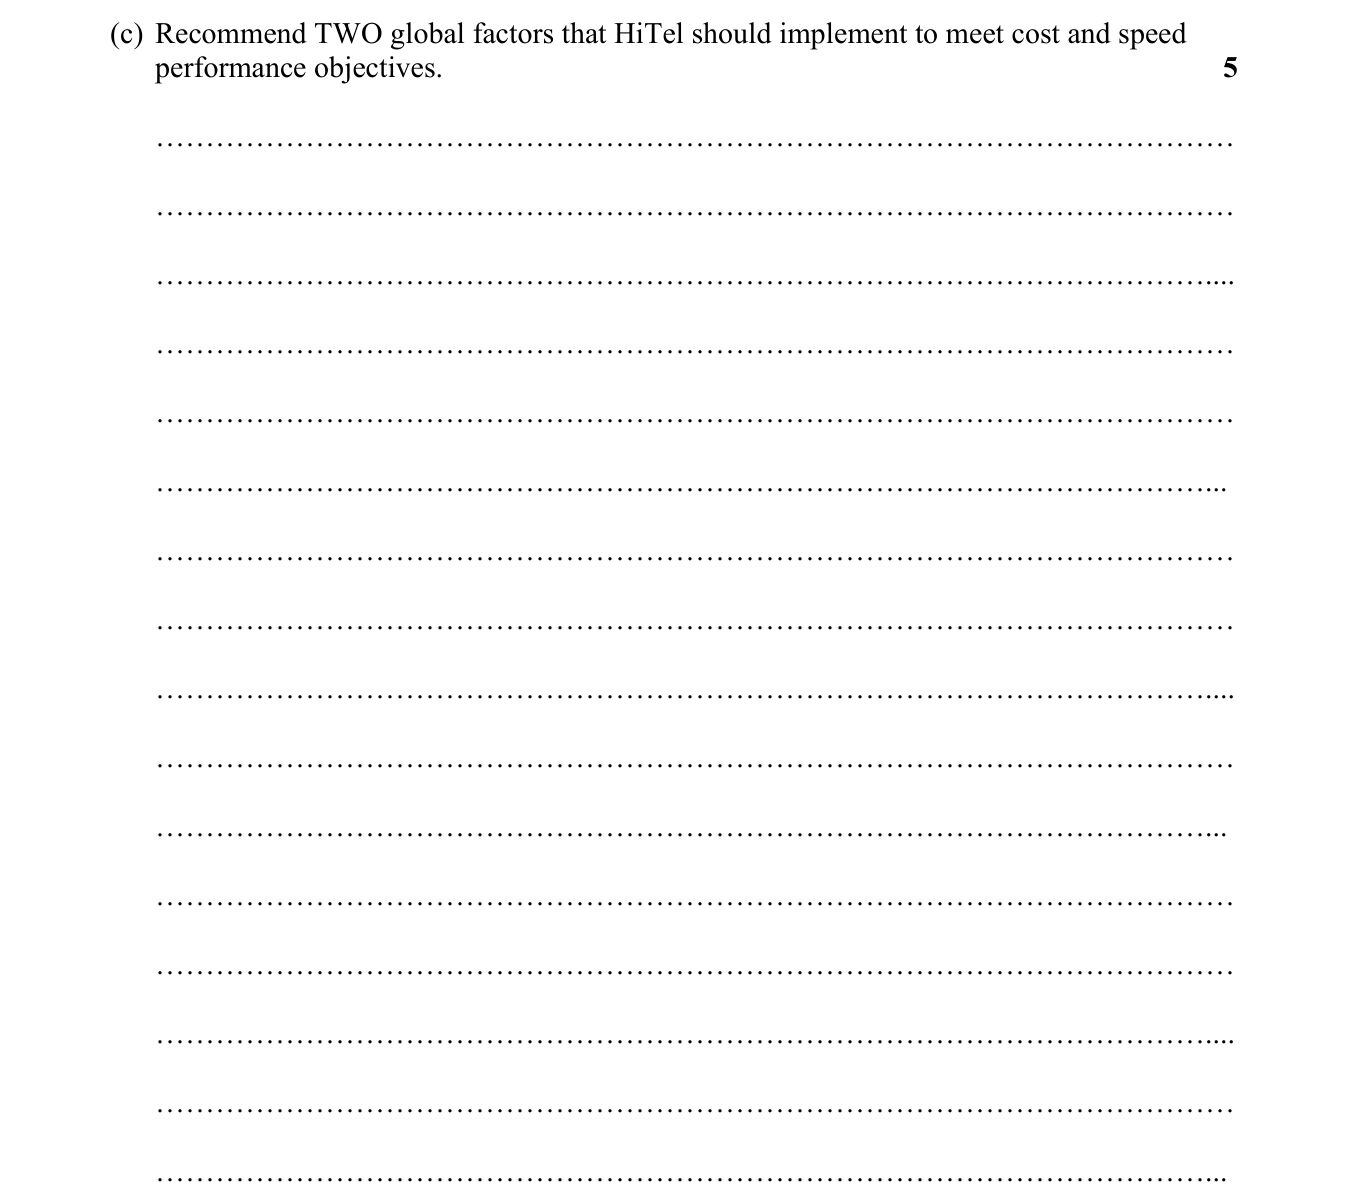 (c) Recommend TWO global factors that HiTel should implement to meet cost and speed
performance objectives. 5